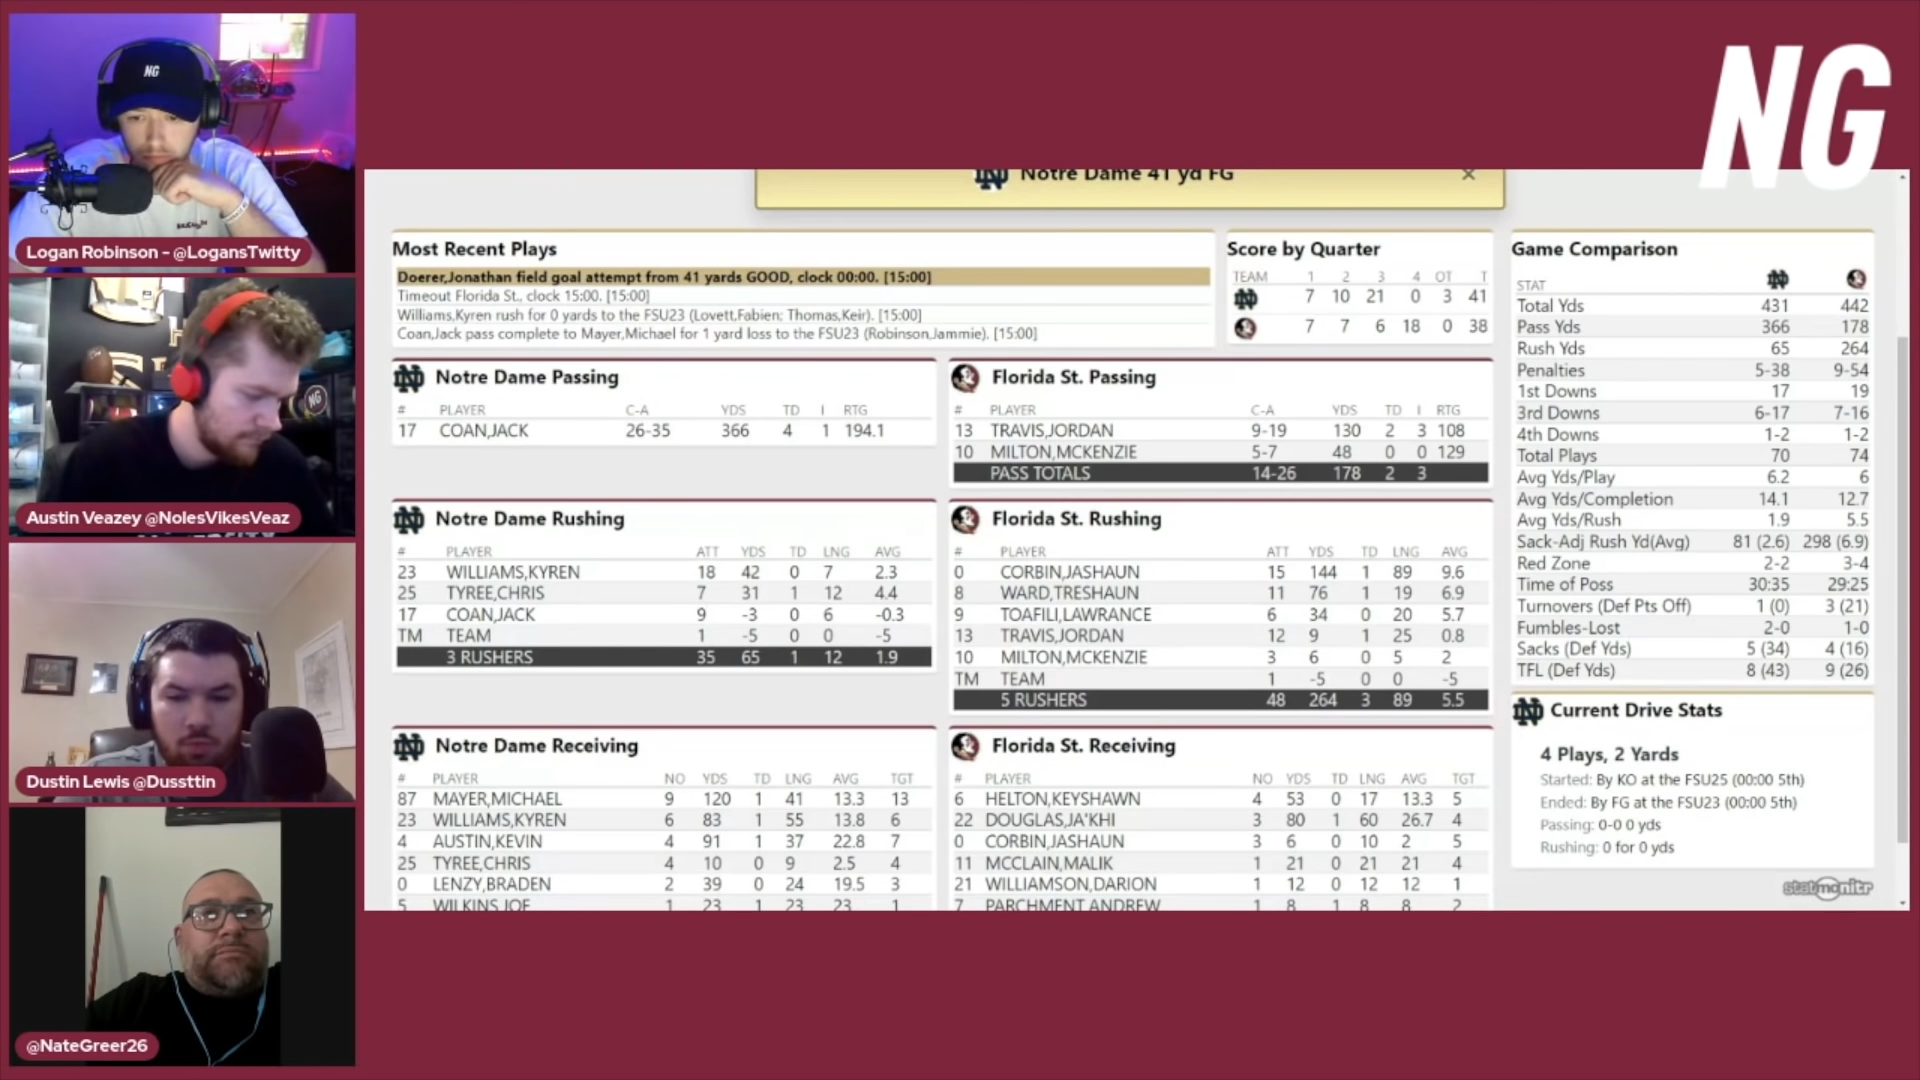 NG
NG
Logan Robinson - @LogansTwitty
NG
Austin Veazey @NolesVikesVeaz
Dustin Lewis @Dussttin
@NateGreer26
Notre Dame 41 yd FG ×
Most Recent Plays
Doerer,Jonathan field goal attempt from 41 yards GOOD, clock 00:00. [15:00]
Timeout Florida St., clock 15:00. [15:00]
Williams,Kyren rush for 0 yards to the FSU23 (Lovett,Fabien; Thomas,Keir). [15:00]
Coan,Jack pass complete to Mayer,Michael for 1 yard loss to the FSU23 (Robinson,Jammie). [15:00]
Score by Quarter
TEAM 1 2 3 4 OT T
7 10 21 0 3 41
7 7 6 18 0 38
Notre Dame Passing
# PLAYER C-A YDS TD I RTG
17 COAN,JACK 26-35 366 4 1 194.1
Florida St. Passing
# PLAYER C-A YDS TD I RTG
13 TRAVIS,JORDAN 9-19 130 2 3 108
10 MILTON,MCKENZIE 5-7 48 0 0 129
PASS TOTALS 14-26 178 2 3
Notre Dame Rushing
# PLAYER ATT YDS TD LNG AVG
23 WILLIAMS,KYREN 18 42 0 7 2.3
25 TYREE,CHRIS 7 31 1 12 4.4
17 COAN,JACK 9 -3 0 6 -0.3
TM TEAM 1 -5 0 0 -5
3 RUSHERS 35 65 1 12 1.9
Florida St. Rushing
# PLAYER ATT YDS TD LNG AVG
0 CORBIN,JASHAUN 15 144 1 89 9.6
8 WARD,TRESHAUN 11 76 1 19 6.9
9 TOAFILI,LAWRANCE 6 34 0 20 5.7
13 TRAVIS,JORDAN 12 9 1 25 0.8
10 MILTON,MCKENZIE 3 6 0 5 2
TM TEAM 1 -5 0 0 -5
5 RUSHERS 48 264 3 89 5.5
Notre Dame Receiving
# PLAYER NO YDS TD LNG AVG TGT
87 MAYER,MICHAEL 9 120 1 41 13.3 13
23 WILLIAMS,KYREN 6 83 1 55 13.8 6
4 AUSTIN,KEVIN 4 91 1 37 22.8 7
25 TYREE,CHRIS 4 10 0 9 2.5 4
0 LENZY,BRADEN 2 39 0 24 19.5 3
5 WILKINS,JOE 1 23 1 23 23 1
Florida St. Receiving
# PLAYER NO YDS TD LNG AVG TGT
6 HELTON,KEYSHAWN 4 53 0 17 13.3 5
22 DOUGLAS,JA'KHI 3 80 1 60 26.7 4
0 CORBIN,JASHAUN 3 6 0 10 2 5
11 MCCLAIN,MALIK 1 21 0 21 21 4
21 WILLIAMSON,DARION 1 12 0 12 12 1
7 PARCHMENT,ANDREW 1 8 1 8 8 2
Game Comparison
STAT
Total Yds 431 442
Pass Yds 366 178
Rush Yds 65 264
Penalties 5-38 9-54
1st Downs 17 19
3rd Downs 6-17 7-16
4th Downs 1-2 1-2
Total Plays 70 74
Avg Yds/Play 6.2 6
Avg Yds/Completion 14.1 12.7
Avg Yds/Rush 1.9 5.5
Sack-Adj Rush Yd(Avg) 81 (2.6) 298 (6.9)
Red Zone 2-2 3-4
Time of Poss 30:35 29:25
Turnovers (Def Pts Off) 1 (0) 3 (21)
Fumbles-Lost 2-0 1-0
Sacks (Def Yds) 5 (34) 4 (16)
TFL (Def Yds) 8 (43) 9 (26)
Current Drive Stats
4 Plays, 2 Yards
Started: By KO at the FSU25 (00:00 5th)
Ended: By FG at the FSU23 (00:00 5th)
Passing: 0-0 0 yds
Rushing: 0 for 0 yds
statmonitr